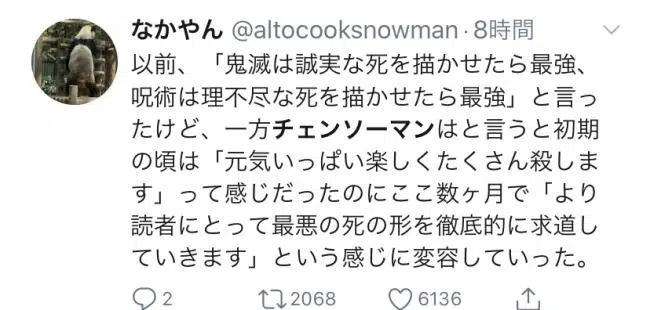 なかやん @altocooksnowman · 8時間
以前、「鬼滅は誠実な死を描かせたら最強、
呪術は理不尽な死を描かせたら最強」と言っ
たけど、一方チェンソーマンはと言うと初期
の頃は「元気いっぱい楽しくたくさん殺しま
す」って感じだったのにここ数ヶ月で「より
読者にとって最悪の死の形を徹底的に求道し
ていきます」という感じに変容していった。
2 2068 6136